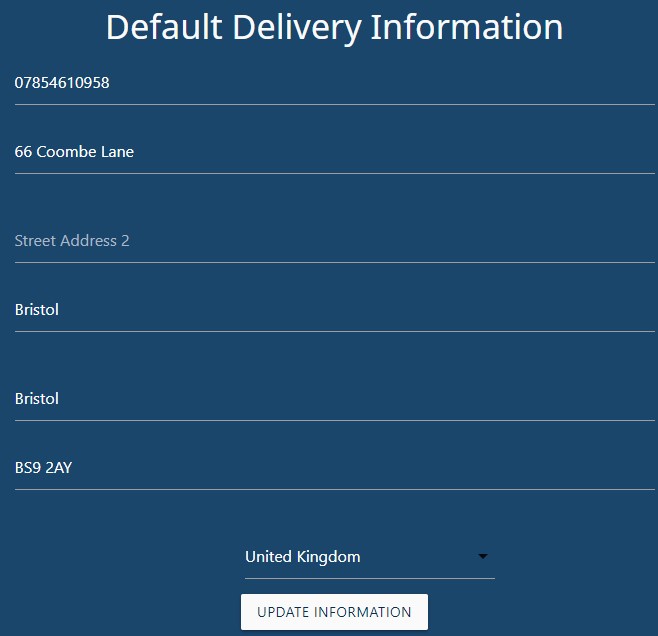 Default Delivery Information
07854610958
66 Coombe Lane
Street Address 2
Bristol
Bristol
BS9 2AY
United Kingdom
UPDATE INFORMATION